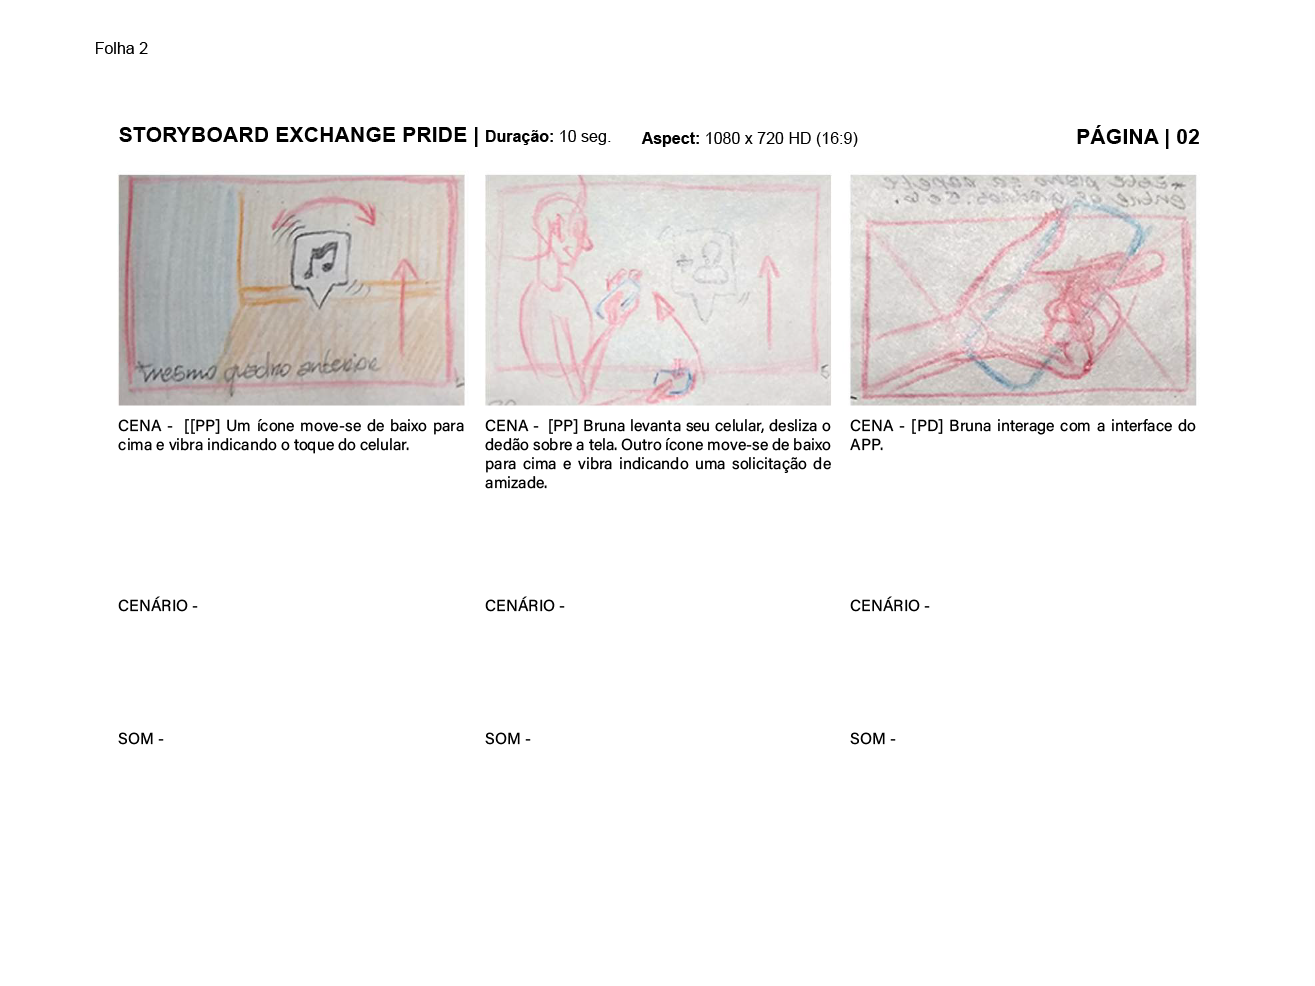 Folha 2
STORYBOARD EXCHANGE PRIDE | Duração: 10 seg. Aspect: 1080 x 720 HD (16:9) PÁGINA | 02
*mesmo quadro anterior
CENA - [[PP] Um ícone move-se de baixo para
cima e vibra indicando o toque do celular.
CENÁRIO -
SOM -
5
CENA - [PP] Bruna levanta seu celular, desliza o
dedão sobre a tela. Outro ícone move-se de baixo
para cima e vibra indicando uma solicitação de
amizade.
CENÁRIO -
SOM -
CENA - [PD] Bruna interage com a interface do
APP.
CENÁRIO -
SOM -